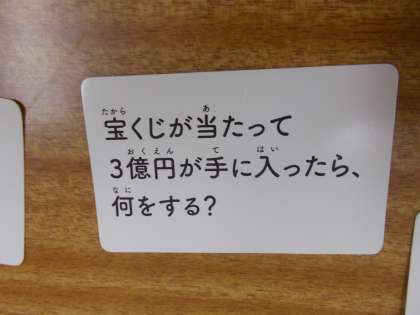 宝くじが当たって
3億円が手に入ったら、
何をする?